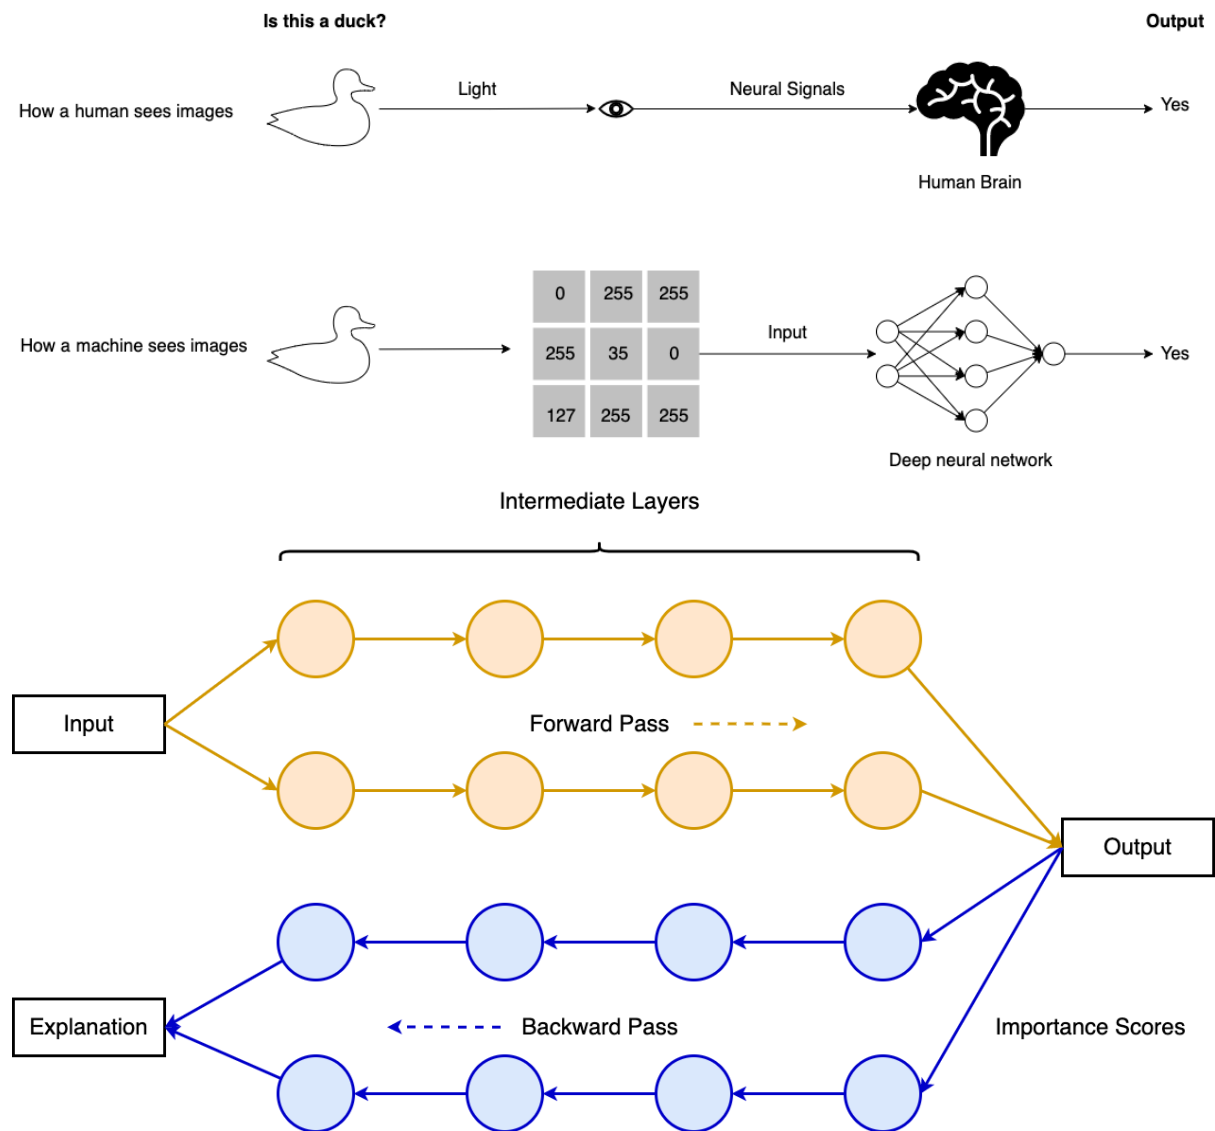 Is this a duck?
Output
How a human sees images
Light
Neural Signals
Yes
Human Brain
How a machine sees images
0 255 255
255 35 0
127 255 255
Input
Yes
Deep neural network
Intermediate Layers
Input
Forward Pass
Output
Explanation
Backward Pass
Importance Scores